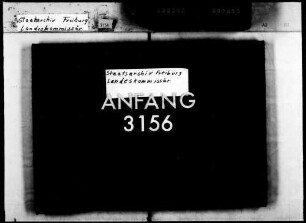 Staatsarchiv Freiburg
Landeskommissär
Staatsarchiv Freiburg
Landeskommissär
ANFANG
3156